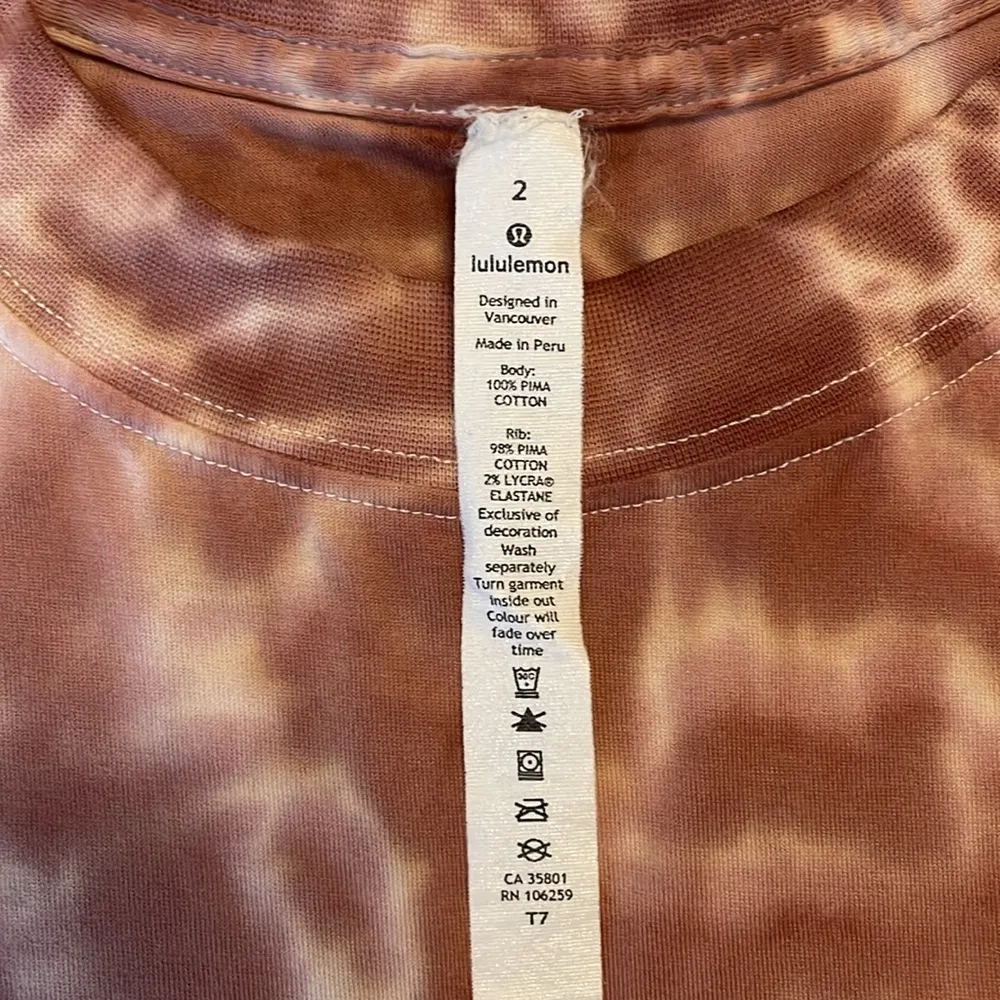 2
lululemon
Designed in
Vancouver
Made in Peru
Body:
100% PIMA
COTTON
Rib:
98% PIMA
COTTON
2% LYCRA®
ELASTANE
Exclusive of
decoration
Wash
separately
Turn garment
inside out
Colour will
fade over
time
30C
CA 35801
RN 106259
T7